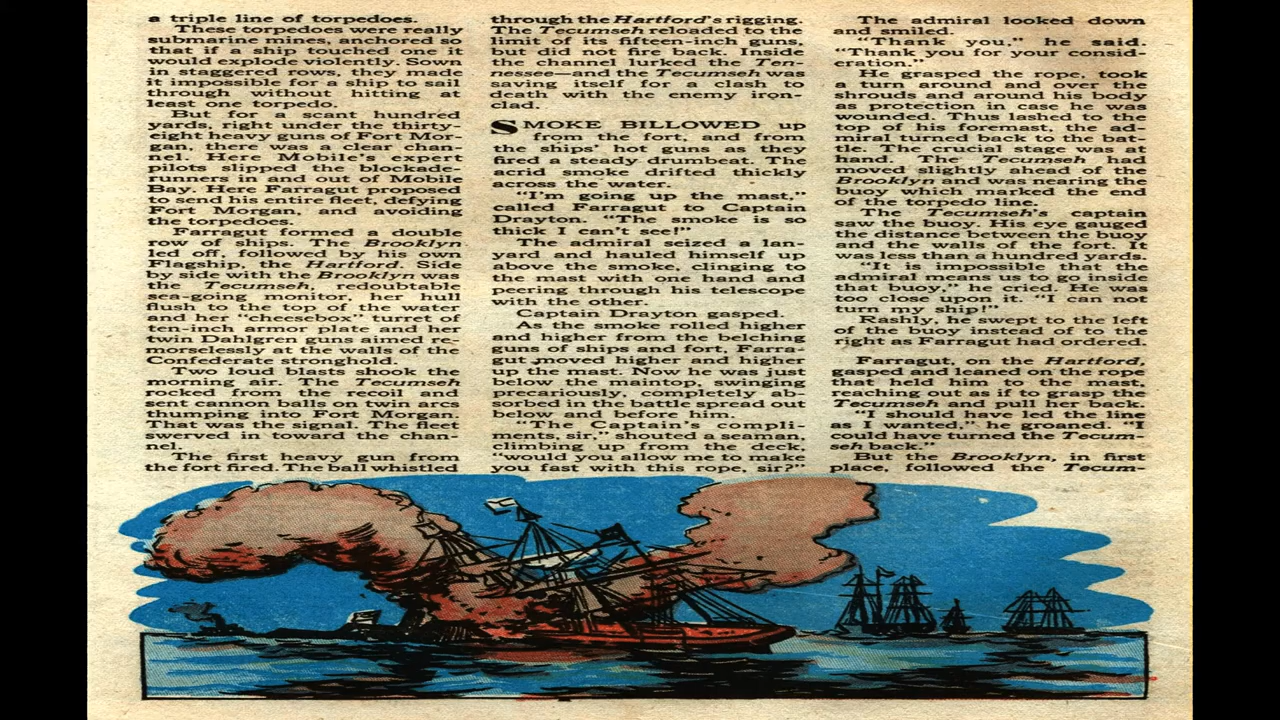 a triple line of torpedoes.
These torpedoes were really
submarine mines, anchored so
that if a ship touched one it
would explode violently. Sown
in staggered rows, they made
it impossible for a ship to sail
through without hitting at
least one torpedo.
But for a scant hundred
yards, right under the thirty-
eight heavy guns of Fort Mor-
gan, there was a clear chan-
nel. Here Mobile's expert
pilots slipped the blockade-
runners in and out of Mobile
Bay. Here Farragut proposed
to send his entire fleet, defying
Fort Morgan, and avoiding
the torpedoes.
Farragut formed a double
row of ships. The Brooklyn
led off, followed by his own
Flagship, the Hartford. Side
by side with the Brooklyn was
the Tecumseh, redoubtable
sea-going monitor, her hull
flush to the top of the water
and her "cheesebox" turret of
ten-inch armor plate and her
twin Dahlgren guns aimed re-
morselessly at the walls of the
Confederate stronghold.
Two loud blasts shook the
morning air. The Tecumseh
rocked from the recoil and
sent cannon balls on twin arcs
thumping into Fort Morgan.
That was the signal. The fleet
swerved in toward the chan-
nel.
The first heavy gun from
the fort fired. The ball whistled
through the Hartford's rigging.
The Tecumseh reloaded to the
limit of its fifteen-inch guns,
but did not fire back. Inside
the channel lurked the Ten-
nessee—and the Tecumseh was
saving itself for a clash to
death with the enemy iron-
clad.
SMOKE BILLOWED up
from the fort, and from
the ships' hot guns as they
fired a steady drumbeat. The
acrid smoke drifted thickly
across the water.
"I'm going up the mast,"
called Farragut to Captain
Drayton. "The smoke is so
thick I can't see!"
The admiral seized a lan-
yard and hauled himself up
above the smoke, clinging to
the mast with one hand and
peering through his telescope
with the other.
Captain Drayton gasped.
As the smoke rolled higher
and higher from the belching
guns of ships and fort, Farra-
gut moved higher and higher
up the mast. Now he was just
below the maintop, swinging
precariously, completely ab-
sorbed in the battle spread out
below and before him.
"The Captain's compli-
ments, sir," shouted a seaman,
climbing up from the deck,
"would you allow me to make
you fast with this rope, sir?"
The admiral looked down
and smiled.
"Thank you," he said.
"Thank you for your consid-
eration."
He grasped the rope, took
a turn around and over the
shrouds and around his body
as protection in case he was
wounded. Thus lashed to the
top of his foremast, the ad-
miral turned back to the bat-
tle. The crucial stage was at
hand. The Tecumseh had
moved slightly ahead of the
Brooklyn and was nearing the
buoy which marked the end
of the torpedo line.
The Tecumseh's captain
saw the buoy. His eye gauged
the distance between the buoy
and the walls of the fort. It
was less than a hundred yards.
"It is impossible that the
admiral means us to go inside
that buoy," he cried. He was
too close upon it. "I can not
turn my ship!"
Rashly, he swept to the left
of the buoy instead of to the
right as Farragut had ordered.
Farragut, on the Hartford,
gasped and leaned on the rope
that held him to the mast,
reaching out as if to grasp the
Tecumseh and pull her back.
"I should have led the line
as I wanted," he groaned. "I
could have turned the Tecum-
seh back."
But the Brooklyn, in first
place, followed the Tecum-